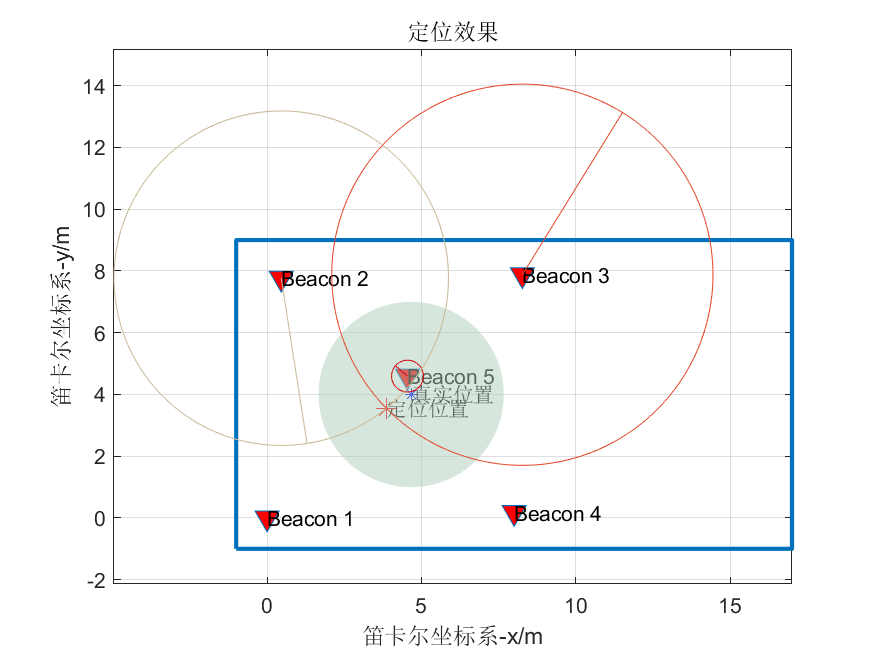 定位效果
14
12
10
8
6
4
2
0
-2
笛卡尔坐标系-y/m
Beacon 2
Beacon 3
Beacon 5
真实位置
定位位置
Beacon 1
Beacon 4
0
5
10
15
笛卡尔坐标系-x/m